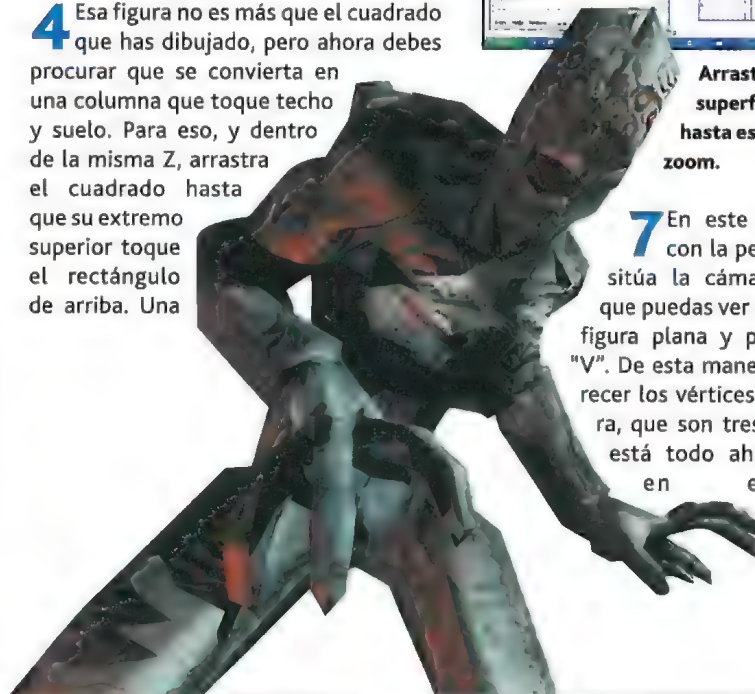 4 Esa figura no es más que el cuadrado
que has dibujado, pero ahora debes
procurar que se convierta en
una columna que toque techo
y suelo. Para eso, y dentro
de la misma Z, arrastra
el cuadrado hasta
que su extremo
superior toque
el rectángulo
de arriba. Una
Arrast
superf
hasta es
zoom.
7 En este
con la pe
sitúa la cáma
que puedas ver
figura plana y p
"V". De esta mane
recer los vértices
ra, que son tres
está todo ah
en e